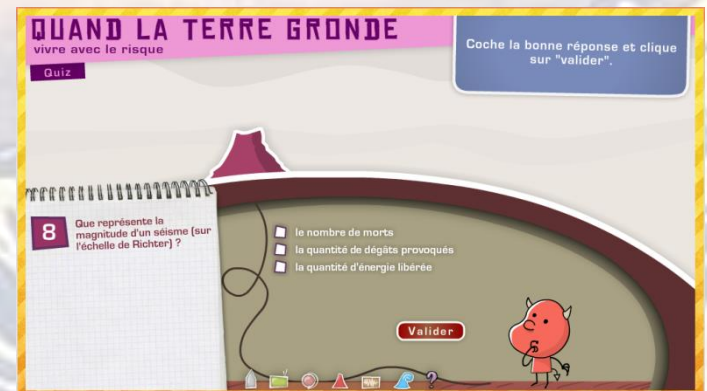 QUAND LA TERRE GRONDE
vivre avec le risque
Quiz
Coche la bonne réponse et clique
sur "valider".
8
Que représente la
magnitude d'un séisme (sur
l'échelle de Richter) ?
le nombre de morts
la quantité de dégâts provoqués
la quantité d'énergie libérée
Valider
?